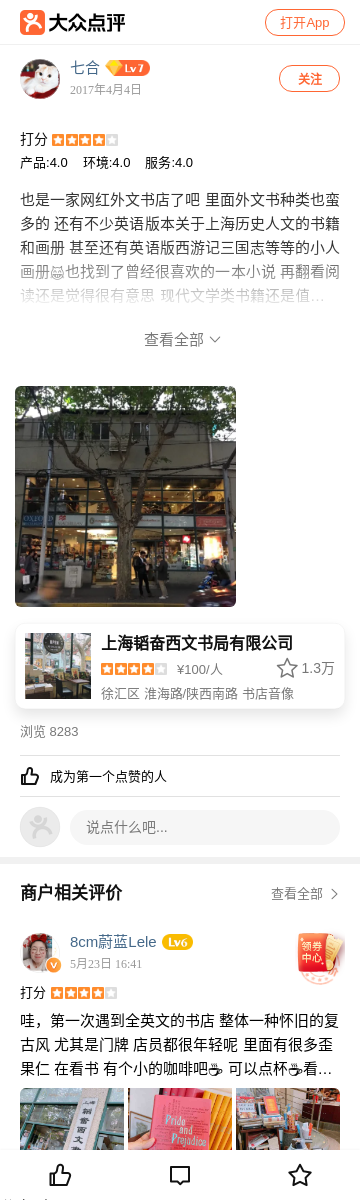 大众点评
打开App
七合 Lv7
2017年4月4日
关注
打分
产品:4.0 环境:4.0 服务:4.0
也是一家网红外文书店了吧 里面外文书种类也蛮
多的 还有不少英语版本关于上海历史人文的书籍
和画册 甚至还有英语版西游记三国志等等的小人
画册😹也找到了曾经很喜欢的一本小说 再翻看阅
读还是觉得很有意思 现代文学类书籍还是值…
查看全部
上海韬奋西文书局有限公司
¥100/人
1.3万
徐汇区 淮海路/陕西南路 书店音像
浏览 8283
成为第一个点赞的人
说点什么吧...
商户相关评价
查看全部
8cm蔚蓝Lele Lv6
5月23日 16:41
V
领券
中心
打分
哇，第一次遇到全英文的书店 整体一种怀旧的复
古风 尤其是门牌 店员都很年轻呢 里面有很多歪
果仁 在看书 有个小的咖啡吧☕ 可以点杯☕看…
Pride
and
Prejudice